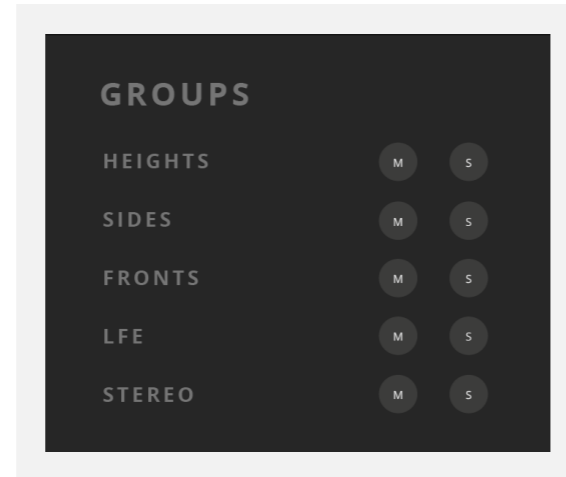 GROUPS
HEIGHTS M S
SIDES M S
FRONTS M S
LFE M S
STEREO M S